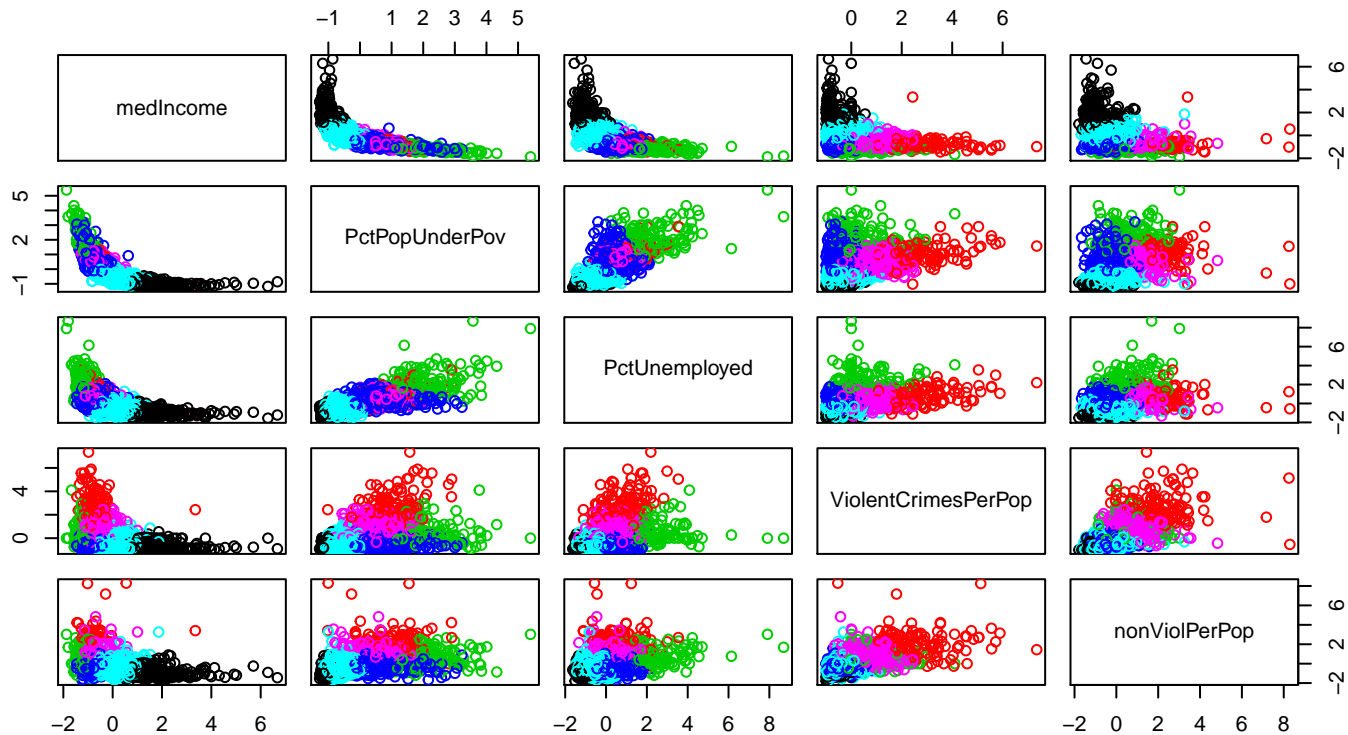 −1 1 2 3 4 5 0 2 4 6
medIncome
−2 2 6
PctPopUnderPov
−1 2 5
PctUnemployed
−2 2 6
ViolentCrimesPerPop
0 4
nonViolPerPop
−2 2 6
−2 0 2 4 6 −2 0 2 4 6 8 −2 0 2 4 6 8